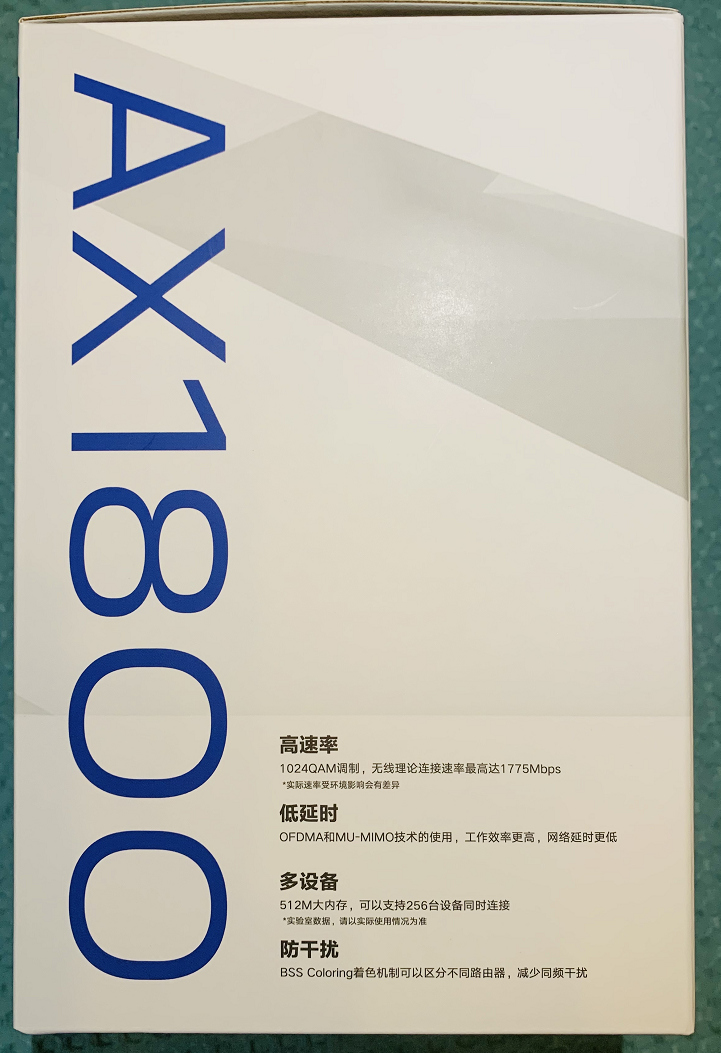 AX1800
高速率
1024QAM调制，无线理论连接速率最高达1775Mbps
*实际速率受环境影响会有差异
低延时
OFDMA和MU-MIMO技术的使用，工作效率更高，网络延时更低
多设备
512M大内存，可以支持256台设备同时连接
*实验室数据，请以实际使用情况为准
防干扰
BSS Coloring着色机制可以区分不同路由器，减少同频干扰